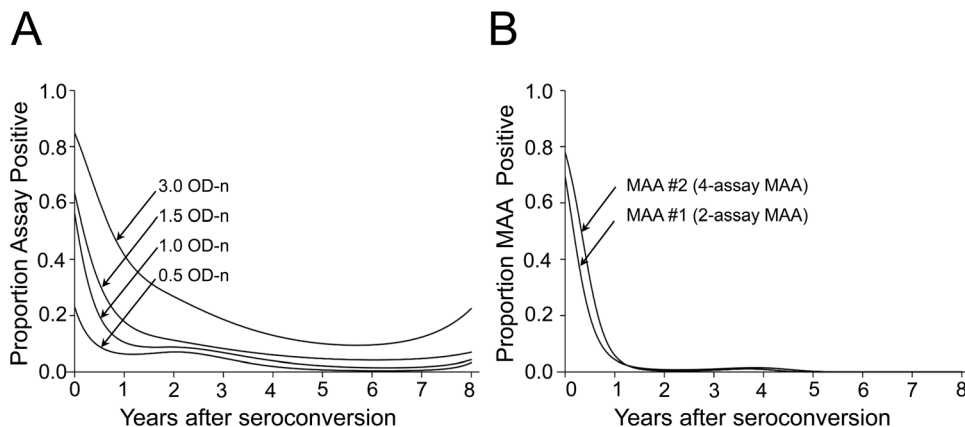 A
Proportion Assay Positive
1.0
0.8
0.6
0.4
0.2
0.0
3.0 OD-n
1.5 OD-n
1.0 OD-n
0.5 OD-n
0 1 2 3 4 5 6 7 8
Years after seroconversion
B
Proportion MAA Positive
1.0
0.8
0.6
0.4
0.2
0.0
MAA #2 (4-assay MAA)
MAA #1 (2-assay MAA)
0 1 2 3 4 5 6 7 8
Years after seroconversion